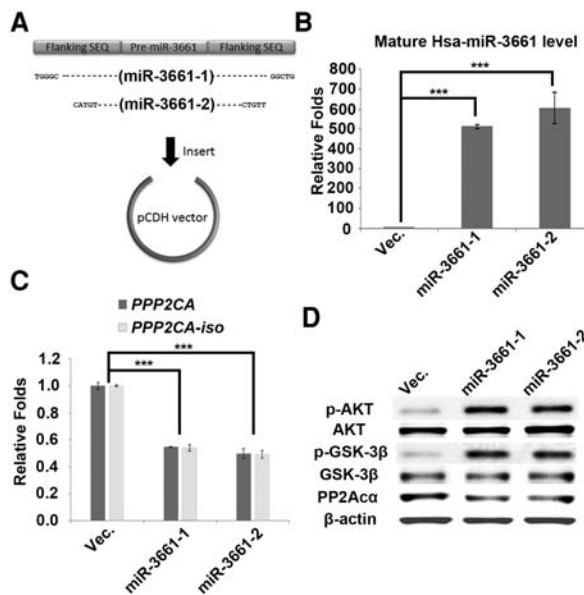 A
Flanking SEQ Pre-miR-3661 Flanking SEQ
TGGGC (miR-3661-1) GGCTG
CATGT (miR-3661-2) CTGTT
Insert
pCDH vector
B
Mature Hsa-miR-3661 level
Relative Folds
800
700
600
500
400
300
200
100
0
***
***
Vec.
miR-3661-1
miR-3661-2
C
PPP2CA
PPP2CA-iso
Relative Folds
1.2
1.0
0.8
0.6
0.4
0.2
0.0
***
***
Vec.
miR-3661-1
miR-3661-2
D
Vec.
miR-3661-1
miR-3661-2
p-AKT
AKT
p-GSK-3β
GSK-3β
PP2Acα
β-actin